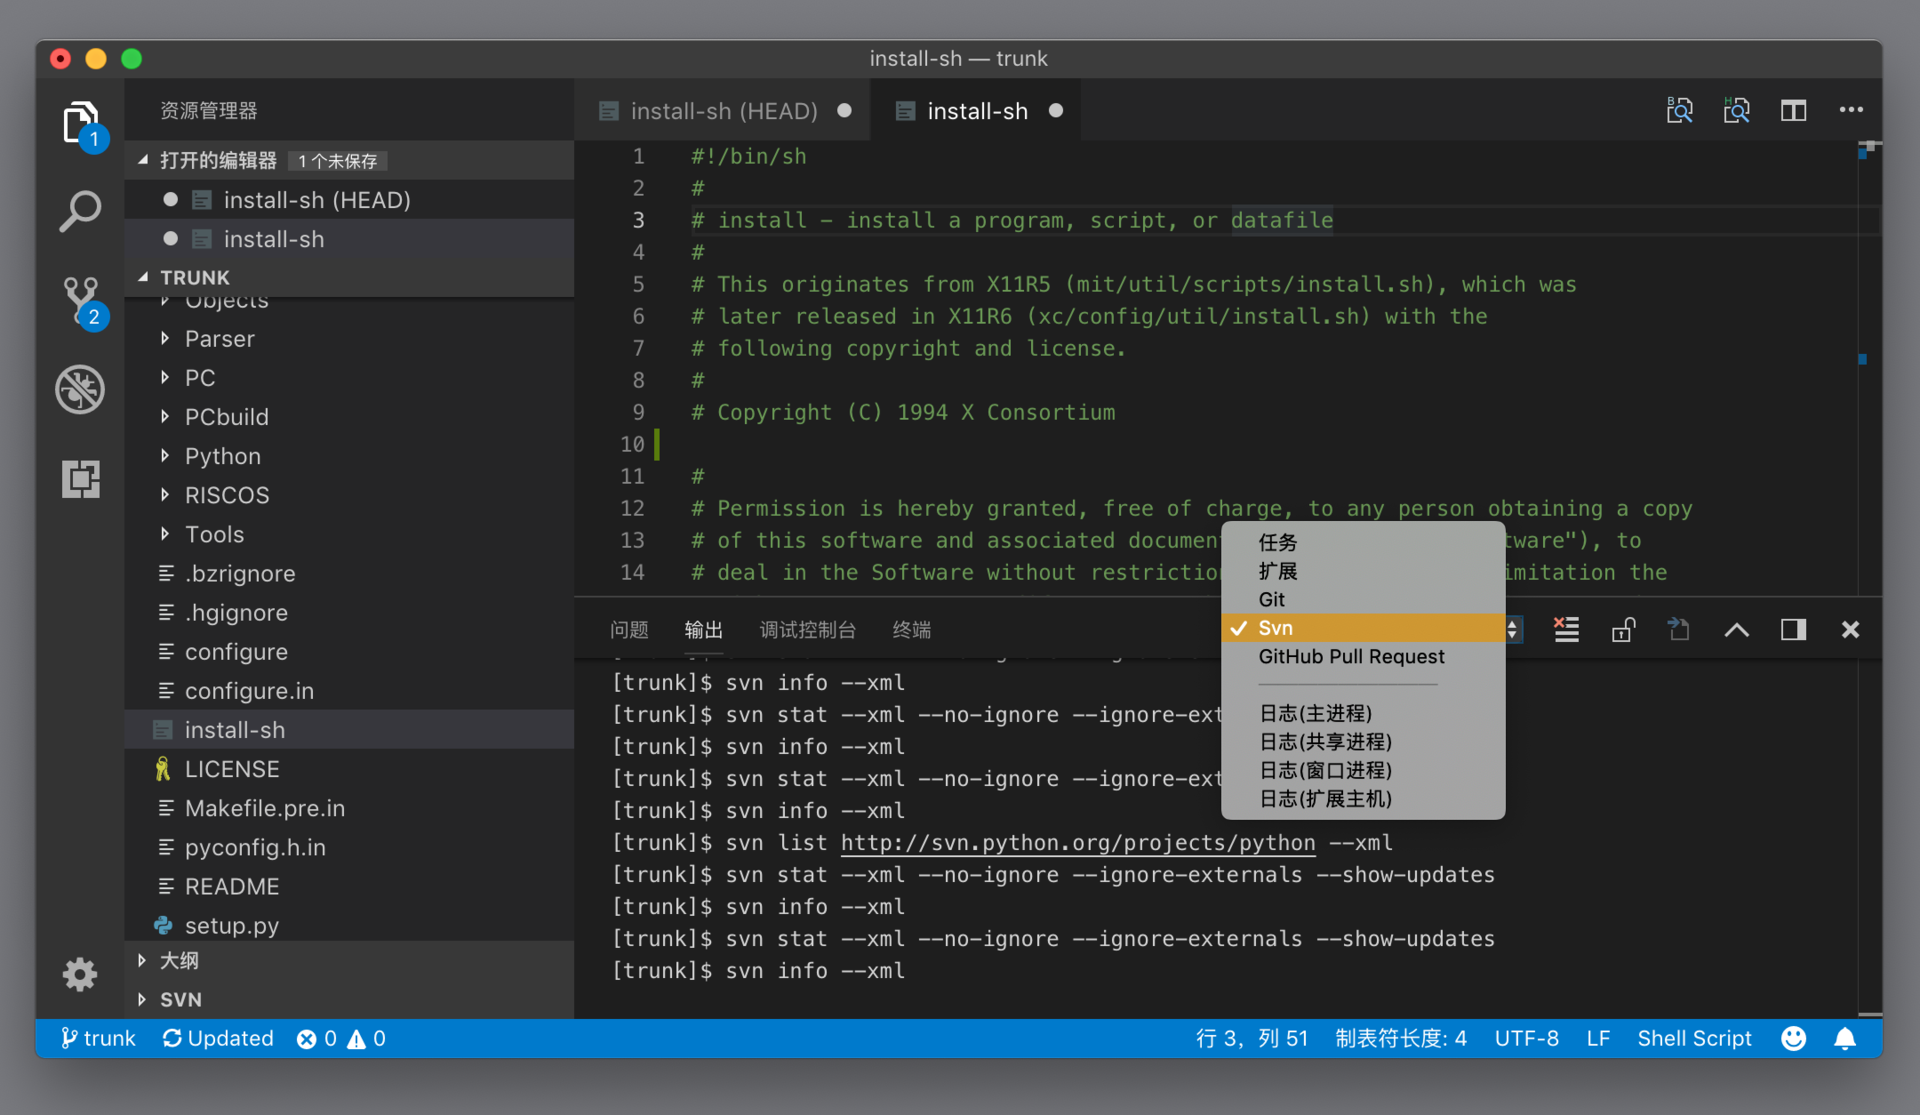 install-sh — trunk
资源管理器
install-sh (HEAD)
install-sh
1
打开的编辑器 1 个未保存
install-sh (HEAD)
install-sh
2
TRUNK
Objects
Parser
PC
PCbuild
Python
RISCOS
Tools
.bzrignore
.hgignore
configure
configure.in
install-sh
LICENSE
Makefile.pre.in
pyconfig.h.in
README
setup.py
大纲
SVN
1 #!/bin/sh
2 #
3 # install - install a program, script, or datafile
4 #
5 # This originates from X11R5 (mit/util/scripts/install.sh), which was
6 # later released in X11R6 (xc/config/util/install.sh) with the
7 # following copyright and license.
8 #
9 # Copyright (C) 1994 X Consortium
10
11 #
12 # Permission is hereby granted, free of charge, to any person obtaining a copy
13 # of this software and associated document tware"), to
14 # deal in the Software without restriction imitation the
问题 输出 调试控制台 终端
任务
扩展
Git
✓ Svn
GitHub Pull Request
日志(主进程)
日志(共享进程)
日志(窗口进程)
日志(扩展主机)
[trunk]$ svn info --xml
[trunk]$ svn stat --xml --no-ignore --ignore-ext
[trunk]$ svn info --xml
[trunk]$ svn stat --xml --no-ignore --ignore-ext
[trunk]$ svn info --xml
[trunk]$ svn list http://svn.python.org/projects/python --xml
[trunk]$ svn stat --xml --no-ignore --ignore-externals --show-updates
[trunk]$ svn info --xml
[trunk]$ svn stat --xml --no-ignore --ignore-externals --show-updates
[trunk]$ svn info --xml
trunk Updated 0 0 行 3，列 51 制表符长度: 4 UTF-8 LF Shell Script